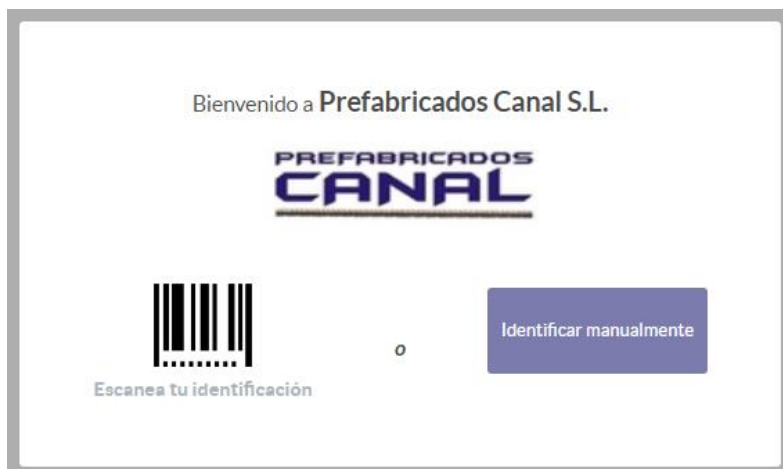 Bienvenido a Prefabricados Canal S.L.
PREFABRICADOS
CANAL
o
Identificar manualmente
Escanea tu identificación